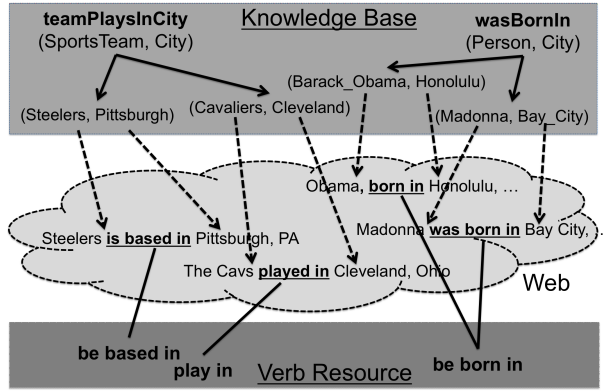 Knowledge Base
teamPlaysInCity
(SportsTeam, City)
wasBornIn
(Person, City)
(Barack_Obama, Honolulu)
(Steelers, Pittsburgh)
(Cavaliers, Cleveland)
(Madonna, Bay_City)
Obama, born in Honolulu, …
Steelers is based in Pittsburgh, PA
Madonna was born in Bay City, .
The Cavs played in Cleveland, Ohio
Web
be based in
play in
Verb Resource
be born in